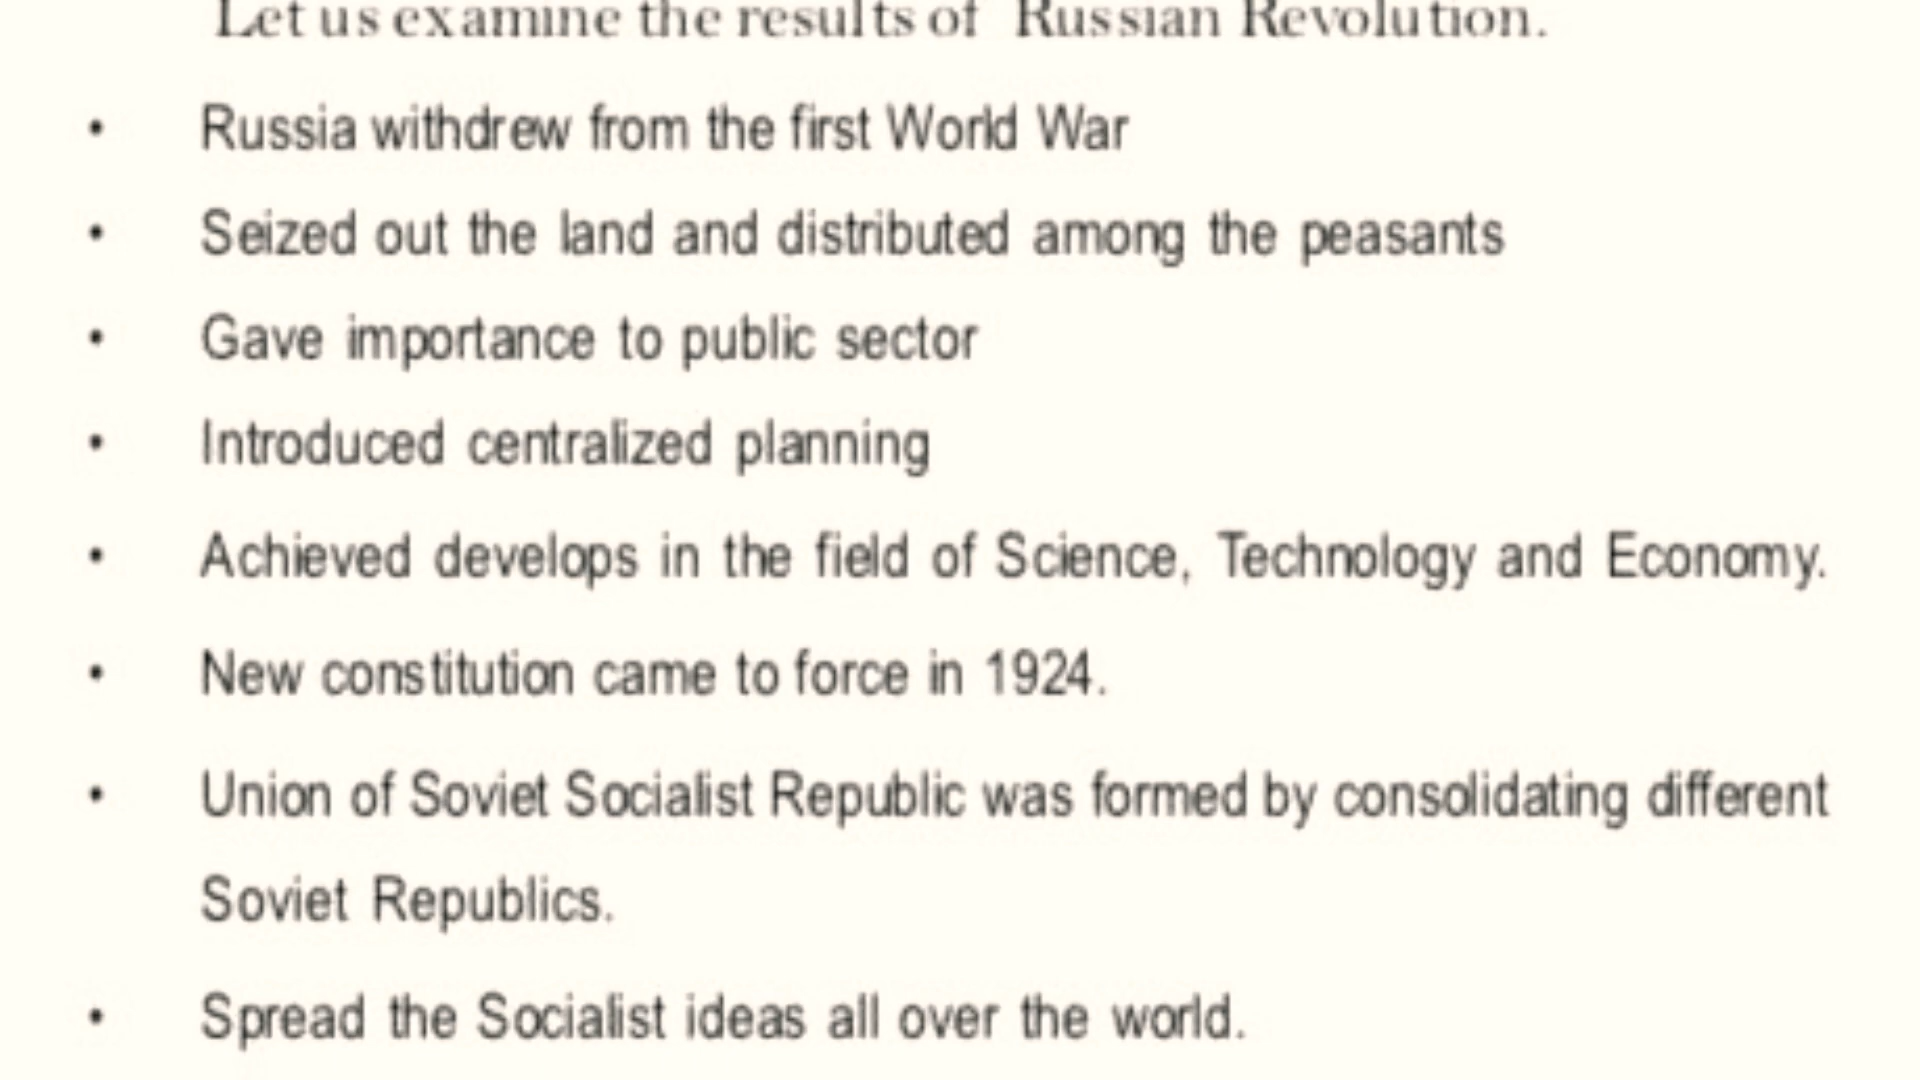 Let us examine the results of Russian Revolution.
• Russia withdrew from the first World War
• Seized out the land and distributed among the peasants
• Gave importance to public sector
• Introduced centralized planning
• Achieved develops in the field of Science, Technology and Economy.
• New constitution came to force in 1924.
• Union of Soviet Socialist Republic was formed by consolidating different
Soviet Republics.
• Spread the Socialist ideas all over the world.